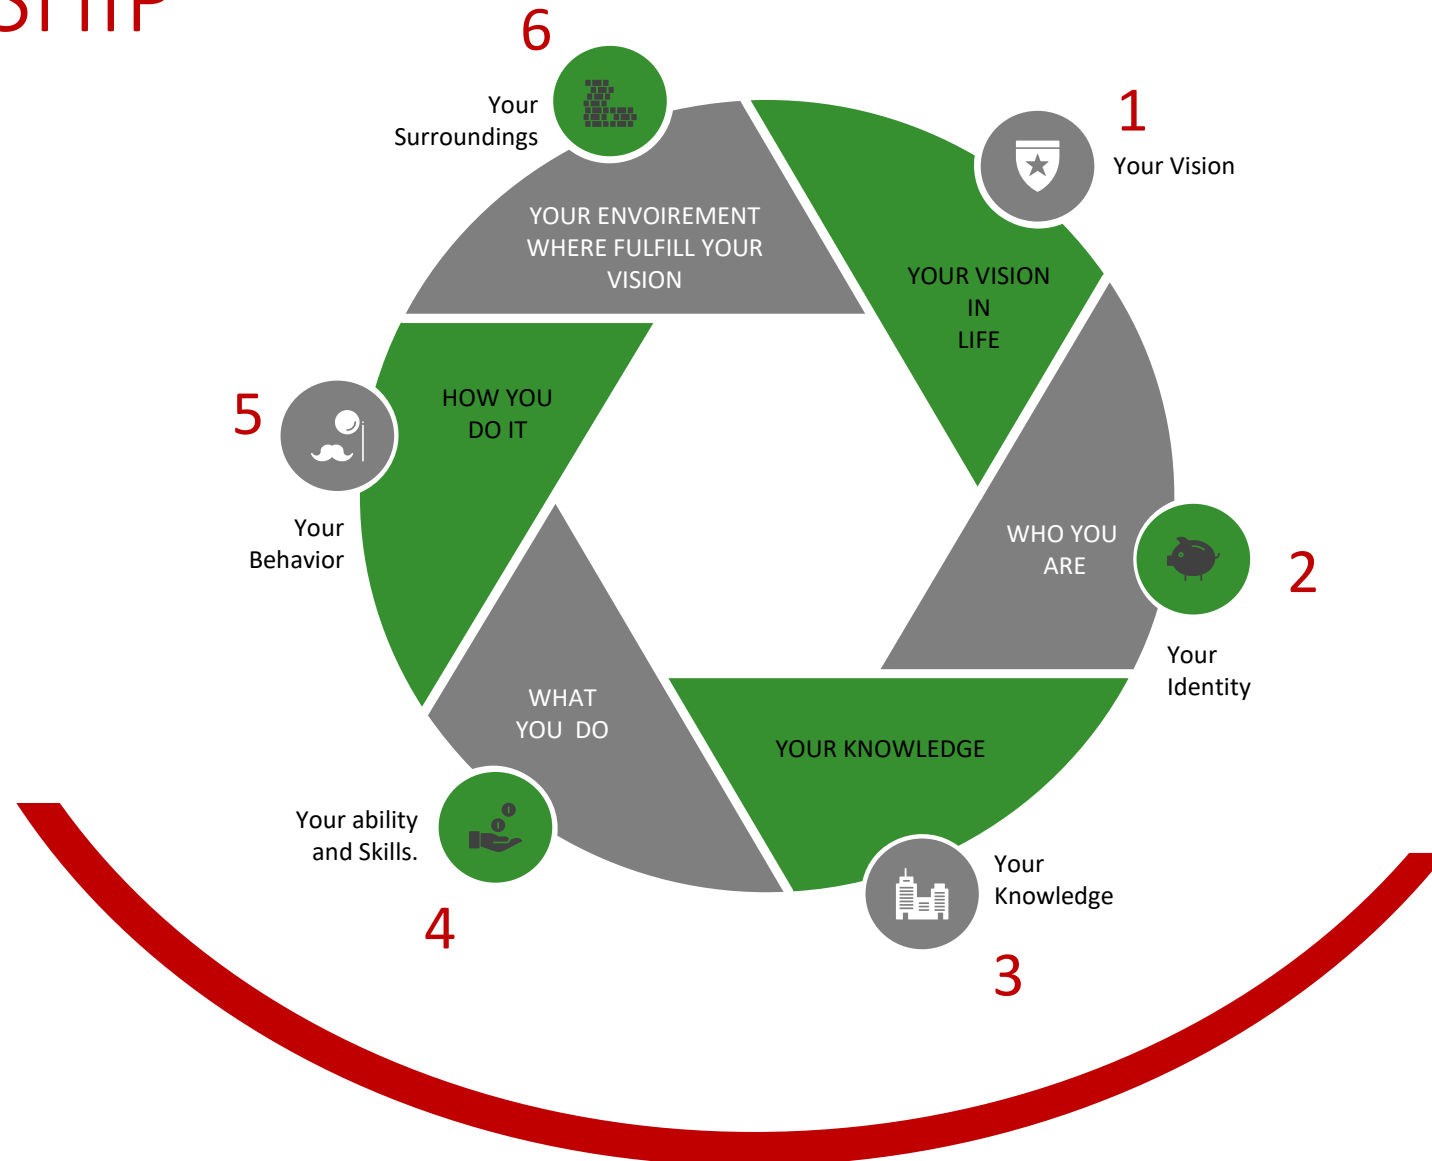 SHIP
6
Your
Surroundings
1
Your Vision
YOUR ENVOIREMENT
WHERE FULFILL YOUR
VISION
YOUR VISION
IN
LIFE
5
HOW YOU
DO IT
Your
Behavior
WHO YOU
ARE
2
Your
Identity
WHAT
YOU DO
YOUR KNOWLEDGE
Your ability
and Skills.
4
Your
Knowledge
3